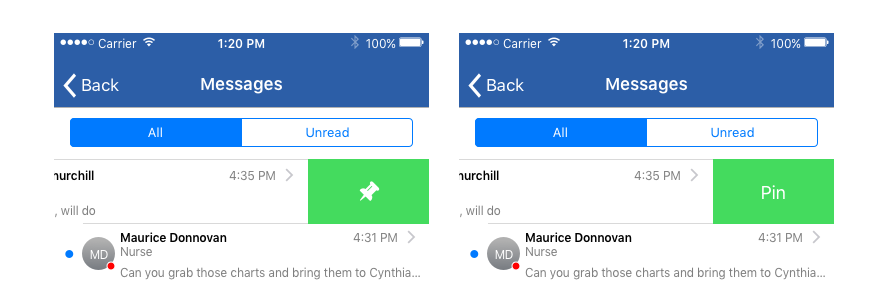 Carrier 1:20 PM 100%
Back Messages
All Unread
hurchill 4:35 PM
, will do
Maurice Donnovan 4:31 PM
MD Nurse
Can you grab those charts and bring them to Cynthia...
Carrier 1:20 PM 100%
Back Messages
All Unread
hurchill 4:35 PM Pin
, will do
Maurice Donnovan 4:31 PM
MD Nurse
Can you grab those charts and bring them to Cynthia...